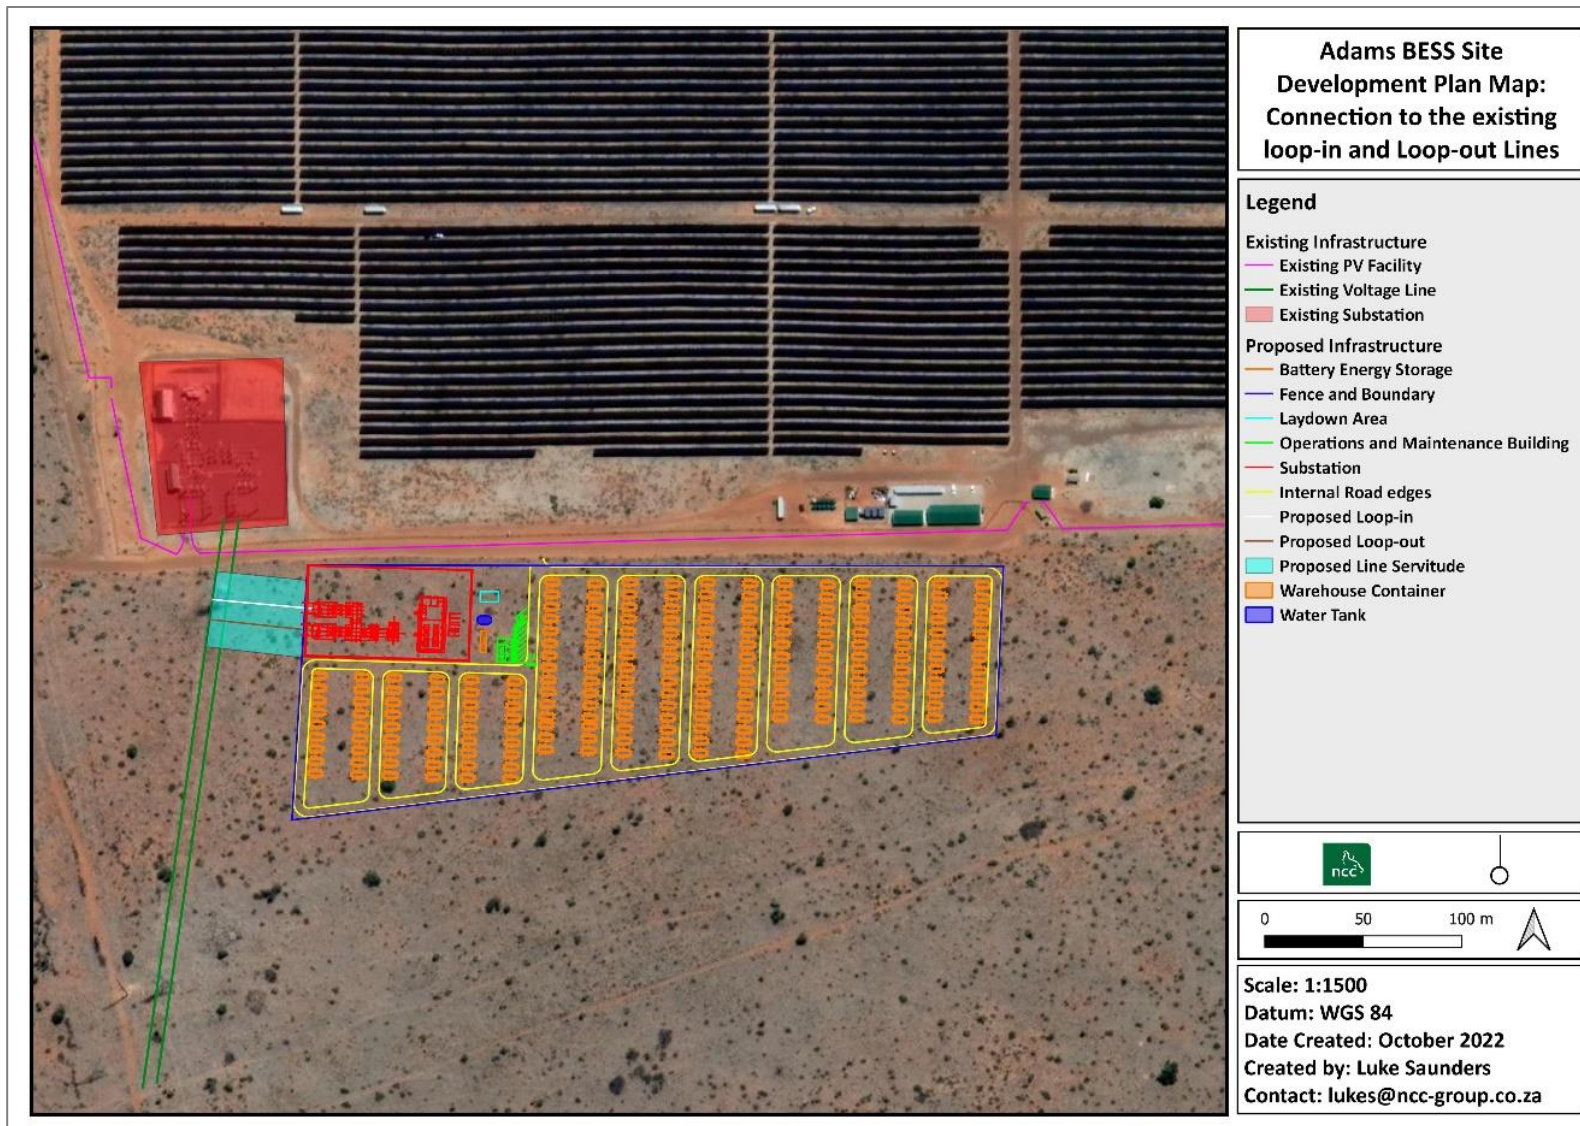 Adams BESS Site
Development Plan Map:
Connection to the existing
loop-in and Loop-out Lines
Legend
Existing Infrastructure
Existing PV Facility
Existing Voltage Line
Existing Substation
Proposed Infrastructure
Battery Energy Storage
Fence and Boundary
Laydown Area
Operations and Maintenance Building
Substation
Internal Road edges
Proposed Loop-in
Proposed Loop-out
Proposed Line Servitude
Warehouse Container
Water Tank
ncc
0 50 100 m
Scale: 1:1500
Datum: WGS 84
Date Created: October 2022
Created by: Luke Saunders
Contact: lukes@ncc-group.co.za